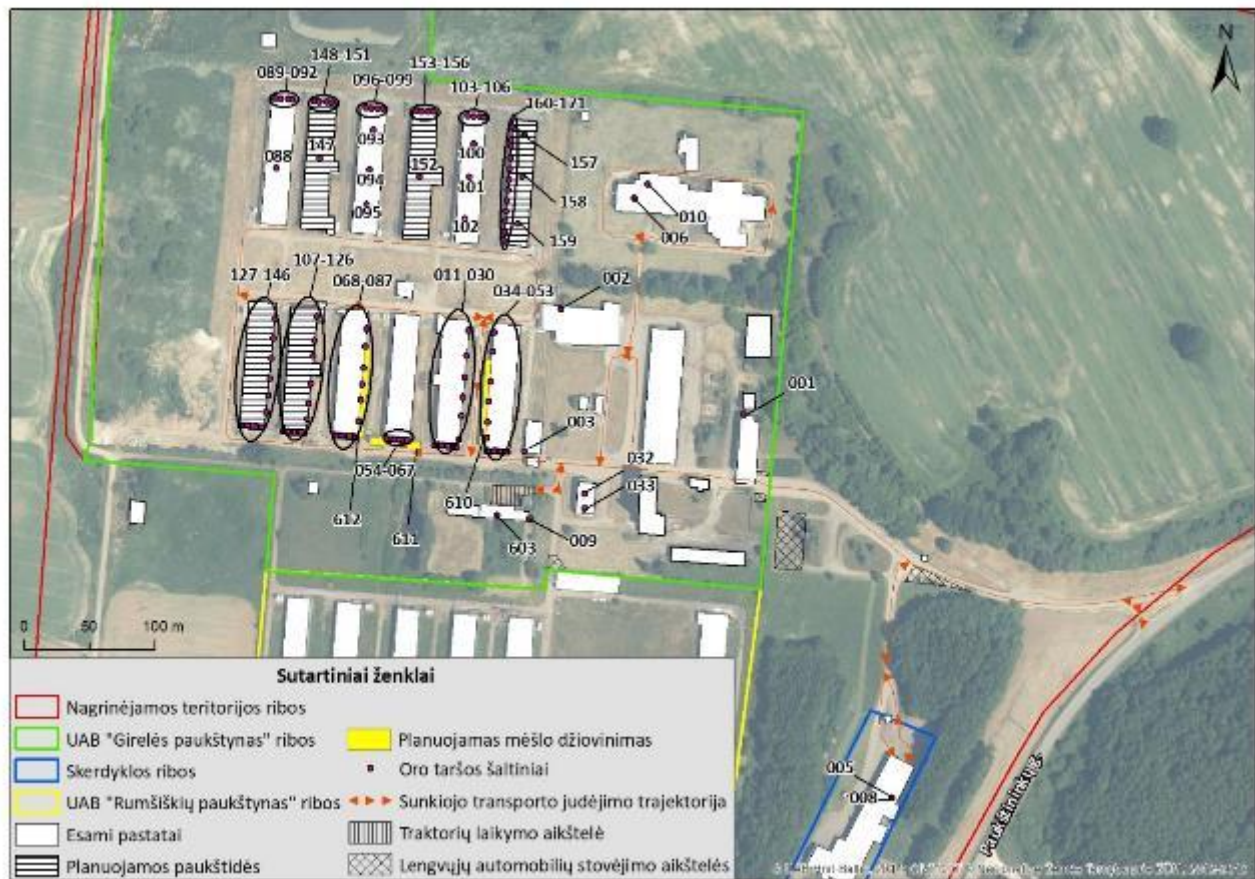 N
148-151
153-156
089-092
096-099
103-106
160-171
093
157
147
100
088
152
094
101
158
010
095
102
159
006
127-146
107-126
068-087
011-030
034-053
002
001
003
032
054-067
033
610
612
611
603
009
0 50 100 m
005
008
Sutartiniai ženklai
Nagrinėjamos teritorijos ribos
UAB "Girelės paukštynas" ribos
Skerdyklos ribos
UAB "Rumšiškių paukštynas" ribos
Esami pastatai
Planuojamos paukštidės
Planuojamas mėšlo džiovinimas
Oro taršos šaltiniai
Sunkiojo transporto judėjimo trajektorija
Traktorių laikymo aikštelė
Lengvųjų automobilių stovėjimo aikštelės